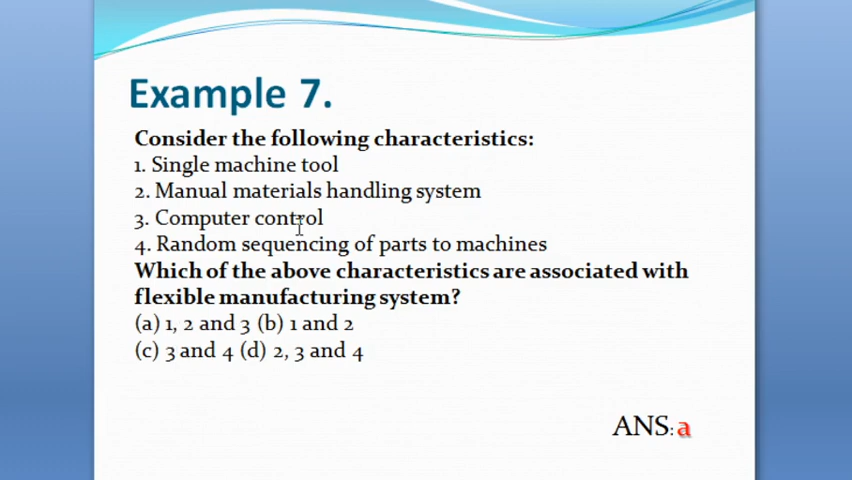 Example 7.
Consider the following characteristics:
1. Single machine tool
2. Manual materials handling system
3. Computer control
4. Random sequencing of parts to machines
Which of the above characteristics are associated with
flexible manufacturing system?
(a) 1, 2 and 3 (b) 1 and 2
(c) 3 and 4 (d) 2, 3 and 4
ANS: a